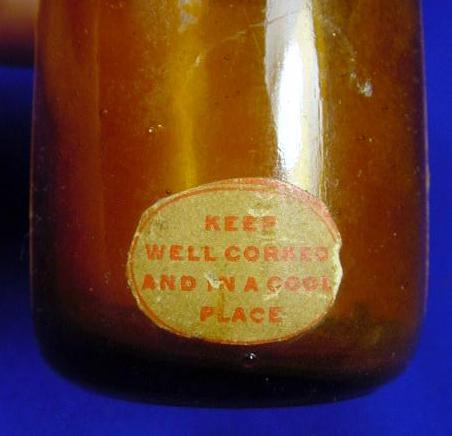 KEEP
WELL CORKED
AND IN A COOL
PLACE